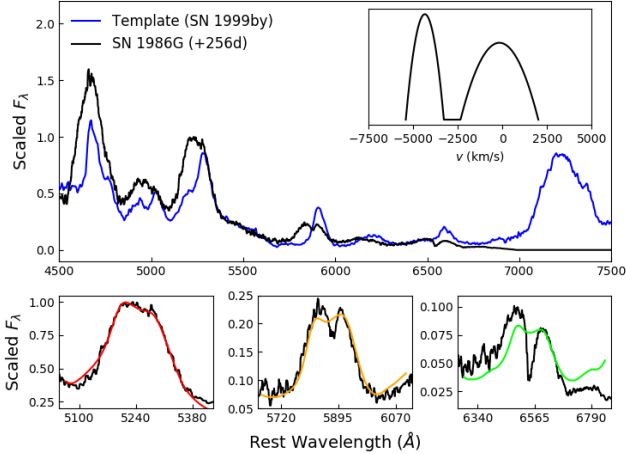 Template (SN 1999by)
SN 1986G (+256d)
Scaled Fλ
0.0
0.5
1.0
1.5
2.0
4500 5000 5500 6000 6500 7000 7500
−7500 −5000 −2500 0 2500 5000
v (km/s)
Scaled Fλ
1.00
0.75
0.50
0.25
5100 5240 5380
0.25
0.20
0.15
0.10
0.05
5720 5895 6070
0.100
0.075
0.050
0.025
6340 6565 6790
Rest Wavelength (Å)